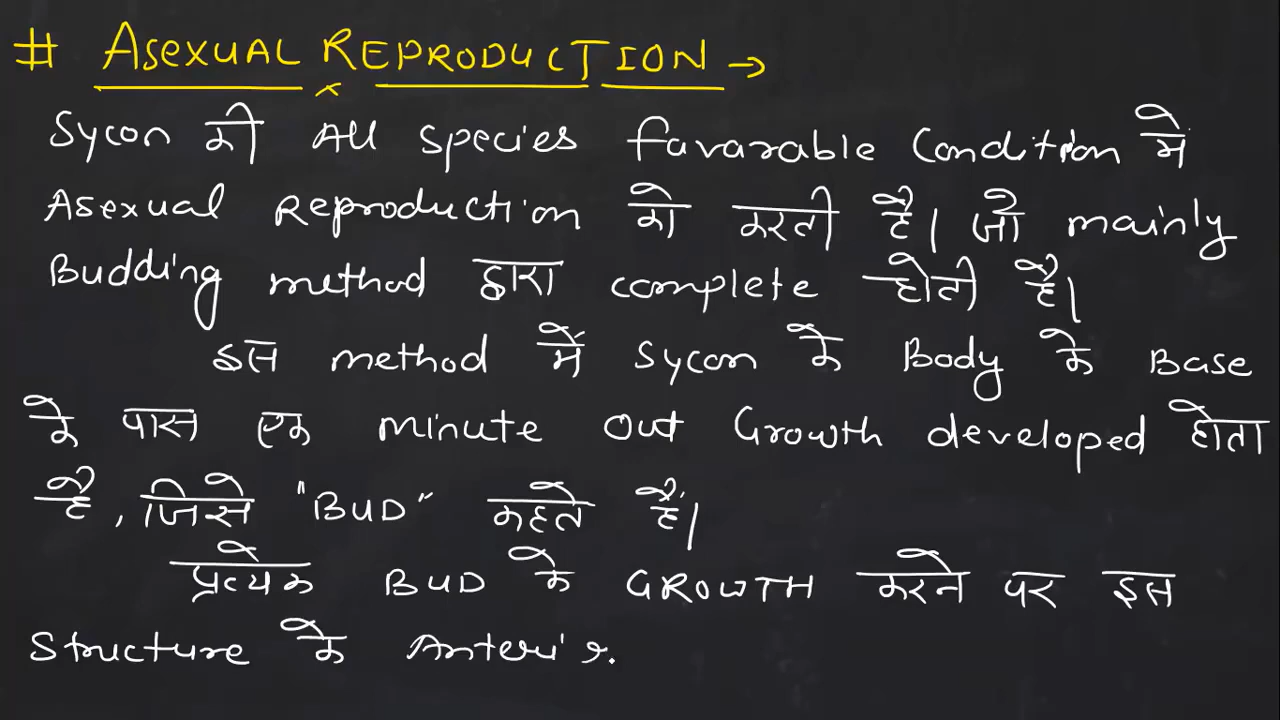 # ASEXUAL REPRODUCTION →
Sycon की All Species favarable Condition में
Asexual Reproduction को करती है। जो mainly
Budding method द्वारा complete होती है।
इस method में Sycon के Body के Base
के पास एक minute out Growth developed होता
है, जिसे "BUD" कहते हैं।
प्रत्येक BUD के GROWTH करने पर इस
Structure के